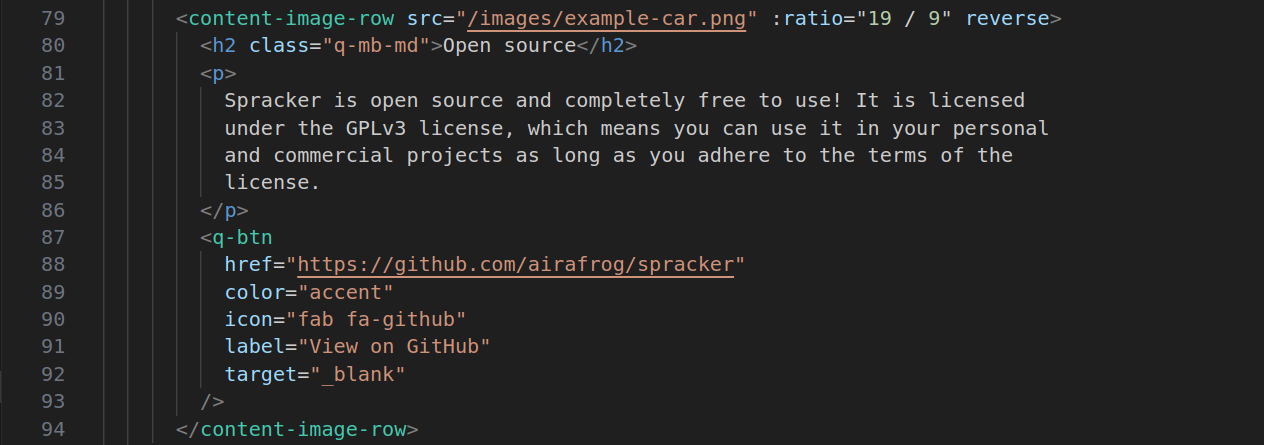 79 <content-image-row src="/images/example-car.png" :ratio="19 / 9" reverse>
80 <h2 class="q-mb-md">Open source</h2>
81 <p>
82 Spracker is open source and completely free to use! It is licensed
83 under the GPLv3 license, which means you can use it in your personal
84 and commercial projects as long as you adhere to the terms of the
85 license.
86 </p>
87 <q-btn
88 href="https://github.com/airafrog/spracker"
89 color="accent"
90 icon="fab fa-github"
91 label="View on GitHub"
92 target="_blank"
93 />
94 </content-image-row>